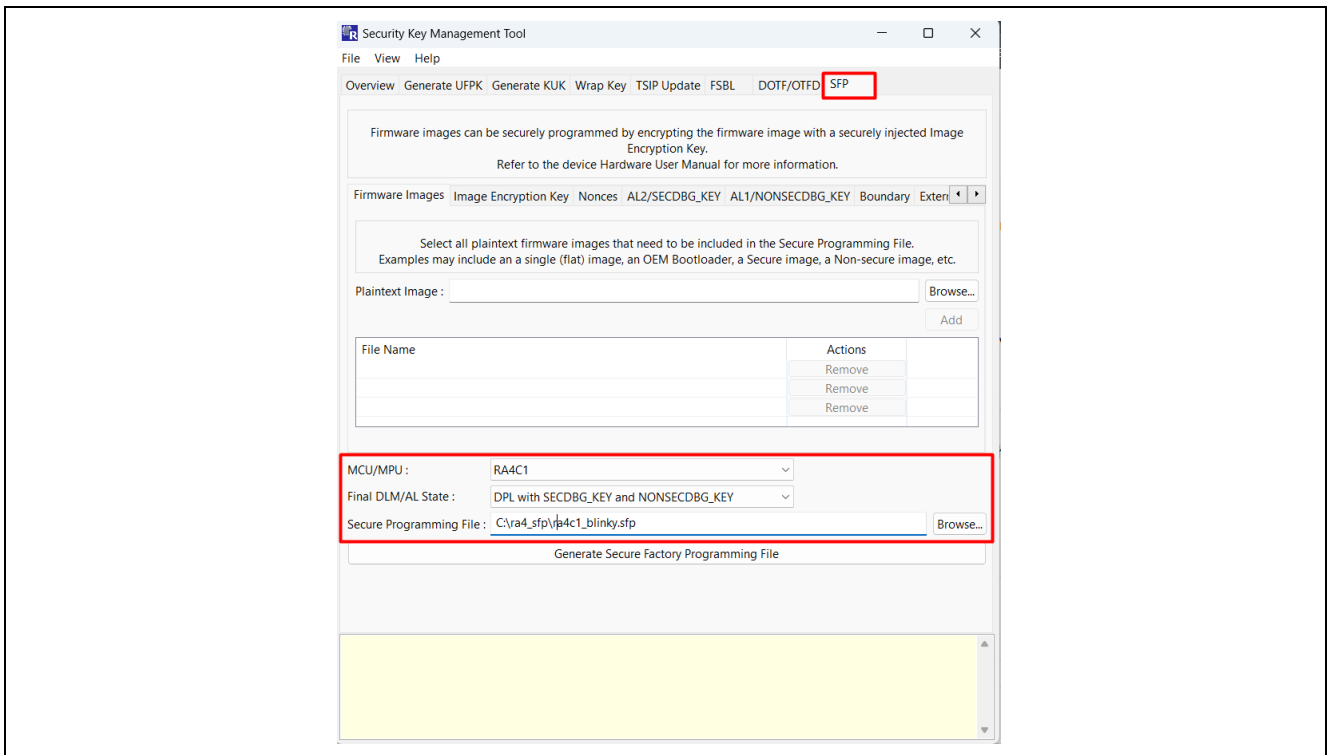 Security Key Management Tool
File View Help
Overview Generate UFPK Generate KUK Wrap Key TSIP Update FSBL DOTF/OTFD SFP
Firmware images can be securely programmed by encrypting the firmware image with a securely injected Image
Encryption Key.
Refer to the device Hardware User Manual for more information.
Firmware Images Image Encryption Key Nonces AL2/SECDBG_KEY AL1/NONSECDBG_KEY Boundary Extern
Select all plaintext firmware images that need to be included in the Secure Programming File.
Examples may include an a single (flat) image, an OEM Bootloader, a Secure image, a Non-secure image, etc.
Plaintext Image : Browse...
Add
File Name Actions
Remove
Remove
Remove
MCU/MPU : RA4C1
Final DLM/AL State : DPL with SECDBG_KEY and NONSECDBG_KEY
Secure Programming File : C:\ra4_sfp\ra4c1_blinky.sfp Browse...
Generate Secure Factory Programming File